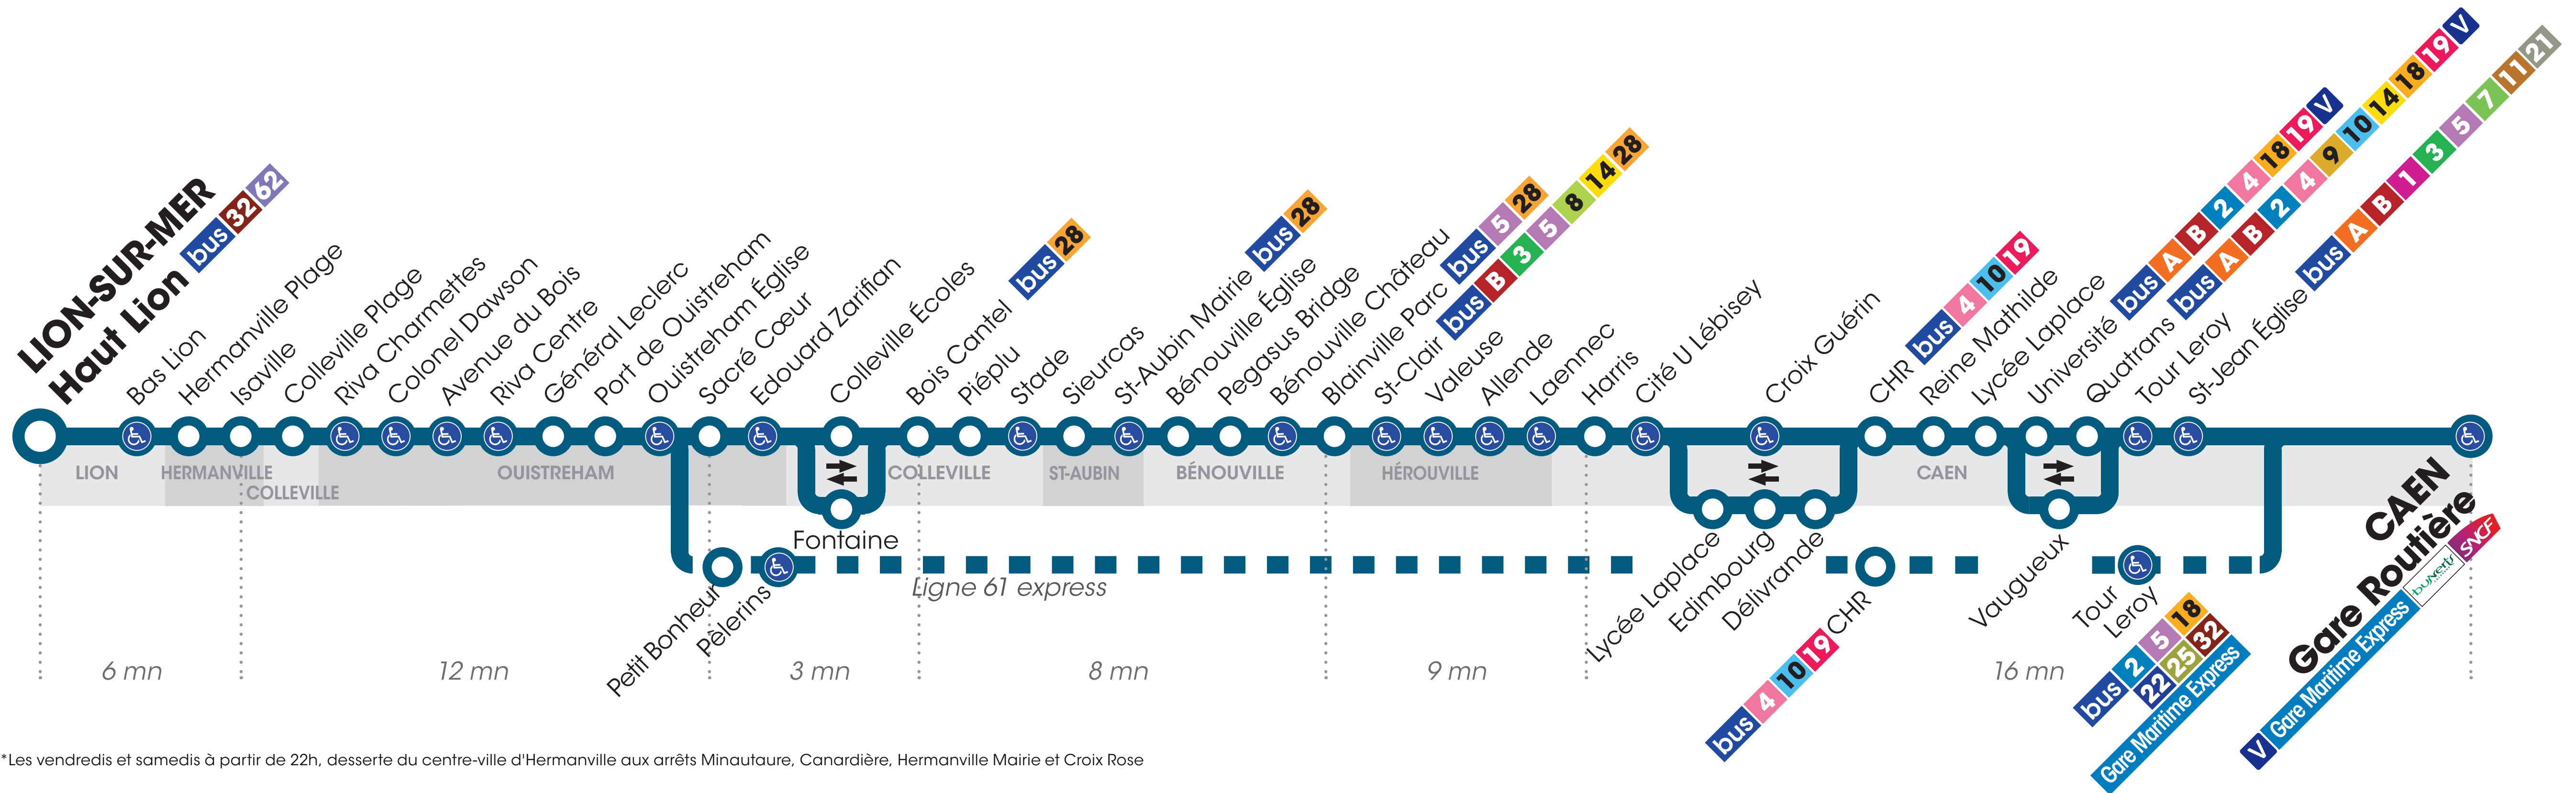 LION-SUR-MER
Haut Lion bus 32 62
Bas Lion
Hermanville Plage
Isaville
Colleville Plage
Riva Charmettes
Colonel Dawson
Avenue du Bois
Riva Centre
Général Leclerc
Port de Ouistreham
Ouistreham Église
Sacré Cœur
Edouard Zarifian
Colleville Écoles
Bois Cantel bus 28
Piéplu
Stade
Sieurcas
St-Aubin Mairie bus 28
Bénouville Église
Pegasus Bridge
Bénouville Château
Blainville Parc bus 5 28
St-Clair bus B 3 5 8 14 28
Valeuse
Allende
Laennec
Harris
Cité U Lébisey
Croix Guérin
CHR bus 4 10 19
Reine Mathilde
Lycée Laplace
Université bus A B 2 4 18 19 V
Quatrans bus A B 2 4 9 10 14 18 19 V
Tour Leroy
St-Jean Église bus A B 1 3 5 7 11 21
LION
HERMANVILLE
COLLEVILLE
OUISTREHAM
COLLEVILLE
ST-AUBIN
BÉNOUVILLE
HÉROUVILLE
CAEN
CAEN
Gare Routière
V Gare Maritime Express busverts SNCF
Fontaine
Petit Bonheur
Pèlerins
Ligne 61 express
Lycée Laplace
Edimbourg
Délivrande
CHR
bus 4 10 19
Vaugueux
Tour
Leroy
bus 2 5 18
22 25 32
Gare Maritime Express
6 mn
12 mn
3 mn
8 mn
9 mn
16 mn
*Les vendredis et samedis à partir de 22h, desserte du centre-ville d'Hermanville aux arrêts Minautaure, Canardière, Hermanville Mairie et Croix Rose